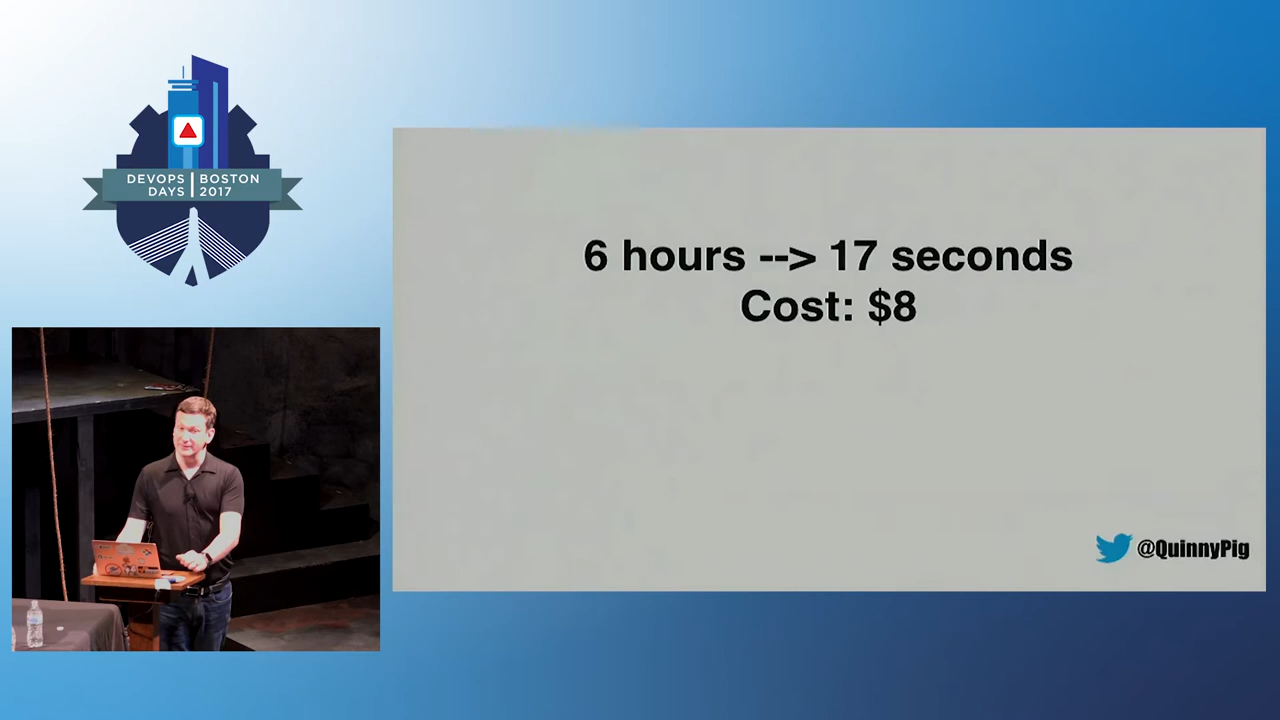 DEVOPS | BOSTON
DAYS | 2017
6 hours --> 17 seconds
Cost: $8
@QuinnyPig